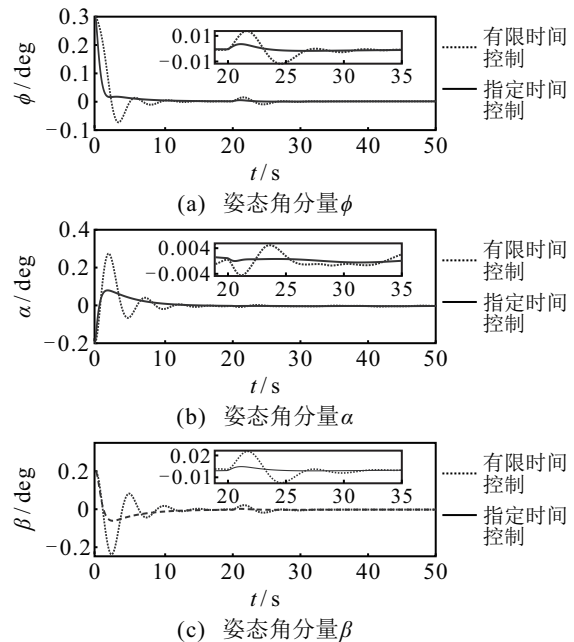 0.3
0.2
0.1
0
−0.1
ϕ / deg
0.01
−0.01
20 25 30 35
0 10 20 30 40 50
t / s
有限时间
控制
指定时间
控制
(a) 姿态角分量ϕ
0.4
0.2
0
−0.2
α / deg
0.004
−0.004
20 25 30 35
0 10 20 30 40 50
t / s
有限时间
控制
指定时间
控制
(b) 姿态角分量α
0.2
0
−0.2
β / deg
0.02
−0.01
20 25 30 35
0 10 20 30 40 50
t / s
有限时间
控制
指定时间
控制
(c) 姿态角分量β